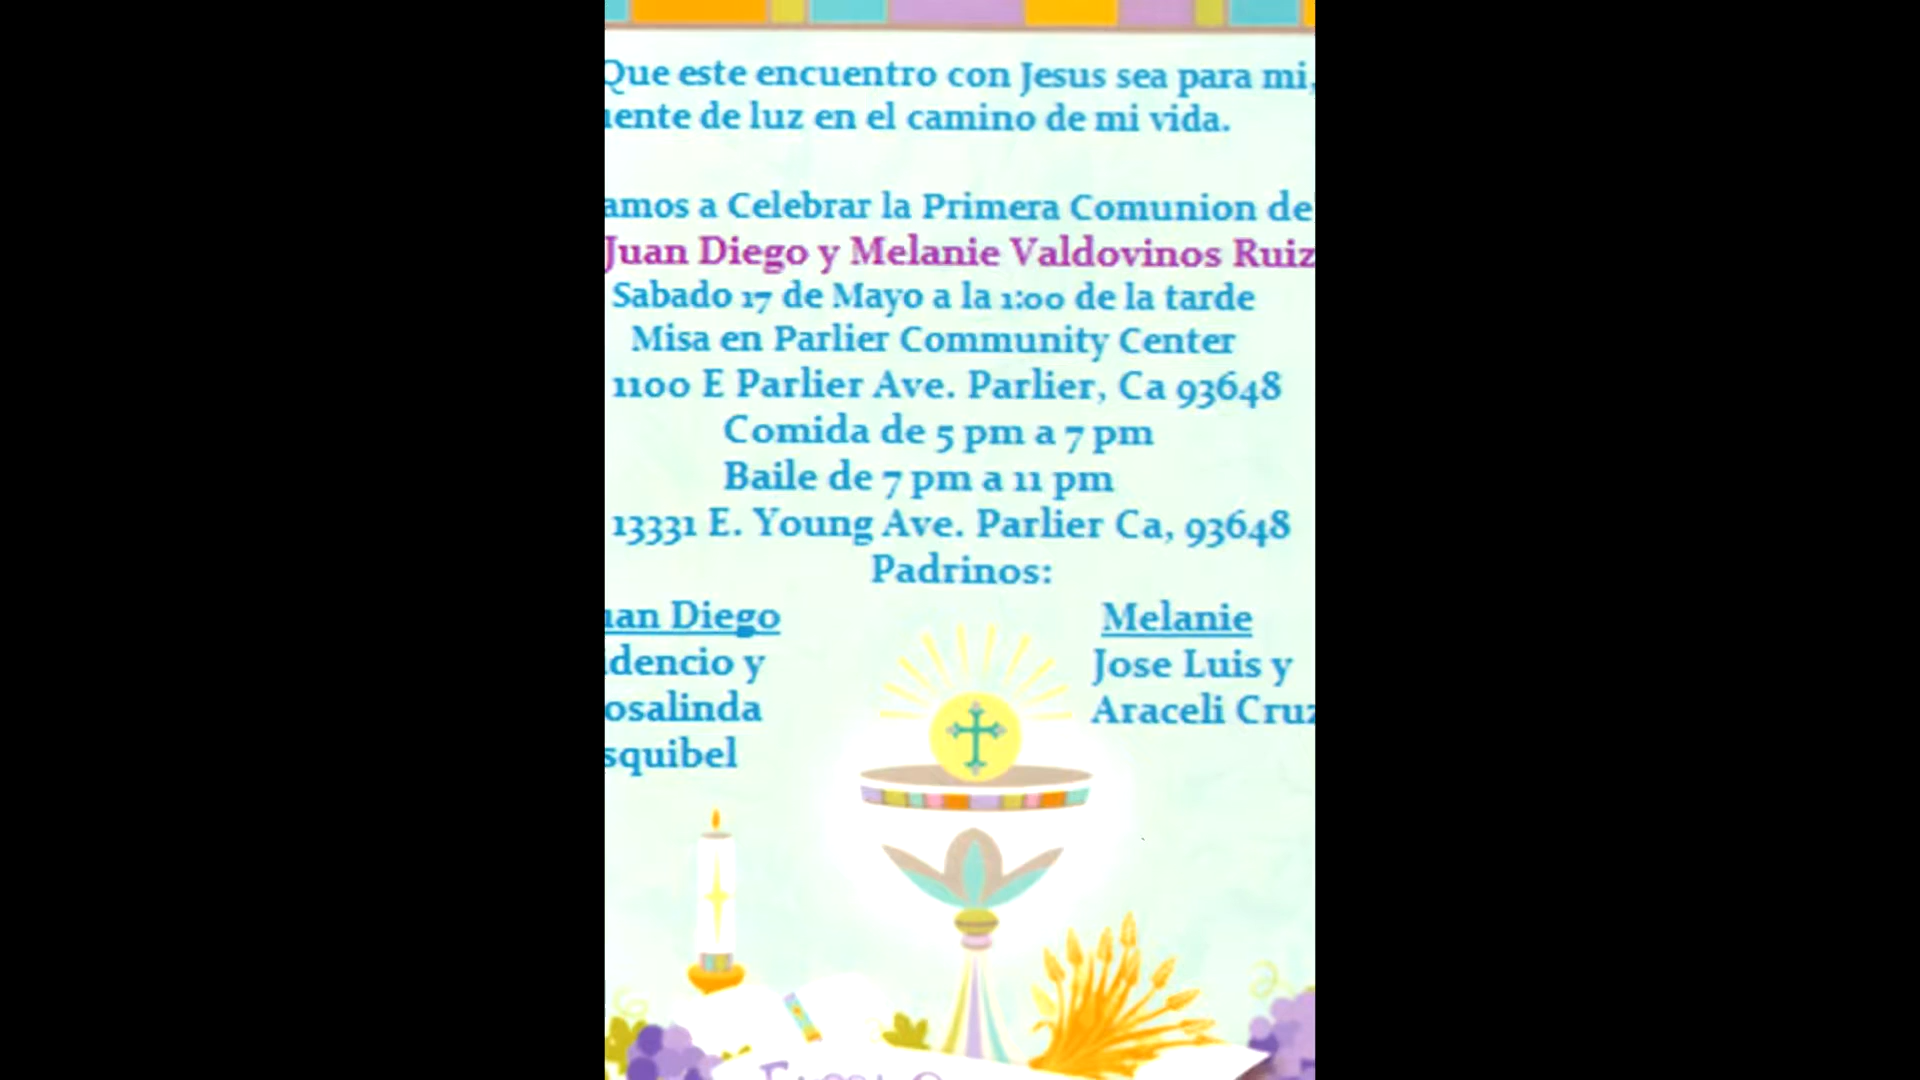 Que este encuentro con Jesus sea para mi,
uente de luz en el camino de mi vida.
amos a Celebrar la Primera Comunion de
Juan Diego y Melanie Valdovinos Ruiz
Sabado 17 de Mayo a la 1:00 de la tarde
Misa en Parlier Community Center
1100 E Parlier Ave. Parlier, Ca 93648
Comida de 5 pm a 7 pm
Baile de 7 pm a 11 pm
13331 E. Young Ave. Parlier Ca, 93648
Padrinos:
uan Diego
dencio y
osalinda
squibel
Melanie
Jose Luis y
Araceli Cruz